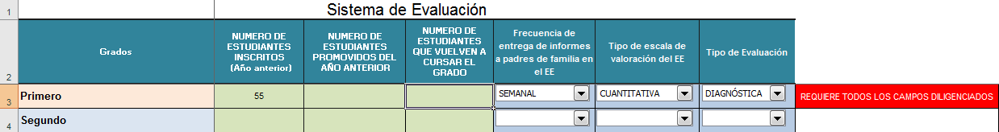 1
Sistema de Evaluación
2
Grados
NUMERO DE
ESTUDIANTES
INSCRITOS
(Año anterior)
NUMERO DE
ESTUDIANTES
PROMOVIDOS DEL
AÑO ANTERIOR
NUMERO DE
ESTUDIANTES
QUE VUELVEN A
CURSAR EL
GRADO
Frecuencia de
entrega de informes
a padres de familia en
el EE
Tipo de escala de
valoración del EE
Tipo de Evaluación
3
Primero
55
SEMANAL
CUANTITATIVA
DIAGNÓSTICA
REQUIERE TODOS LOS CAMPOS DILIGENCIADOS
4
Segundo